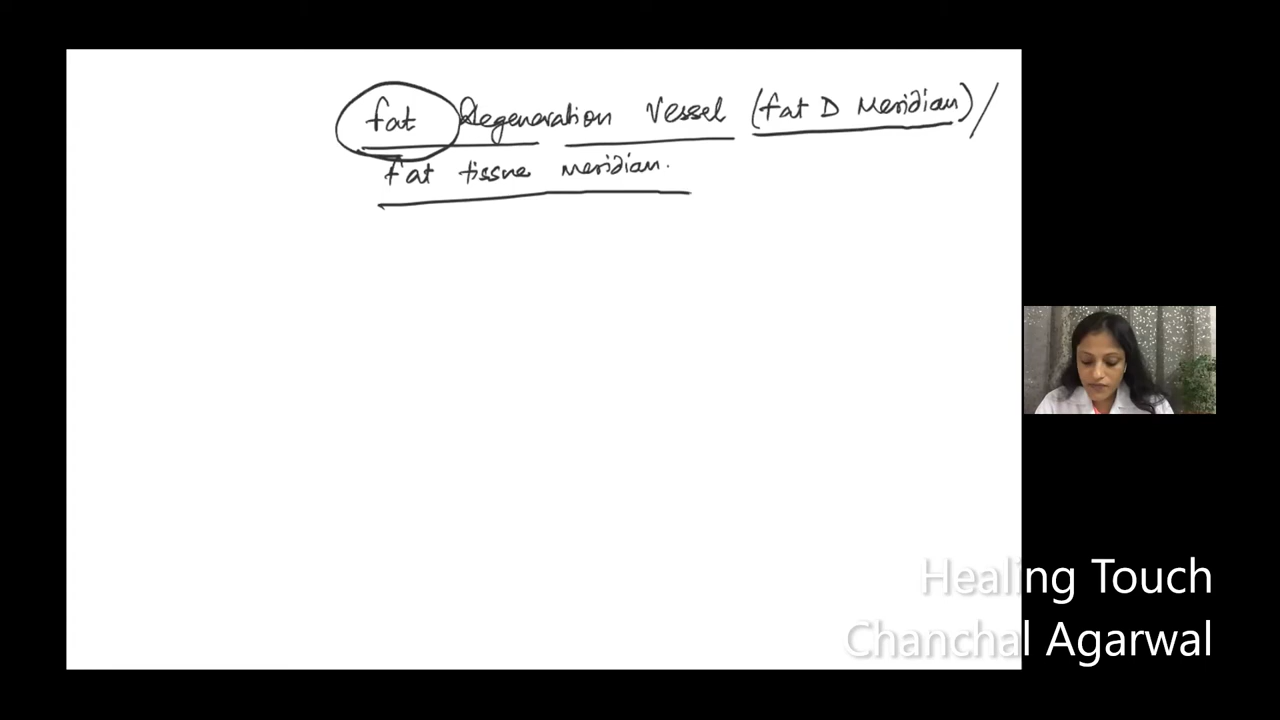 fat Degeneration Vessel (fat D Meridian)/
fat tissue meridian.
Healing Touch
Chanchal Agarwal